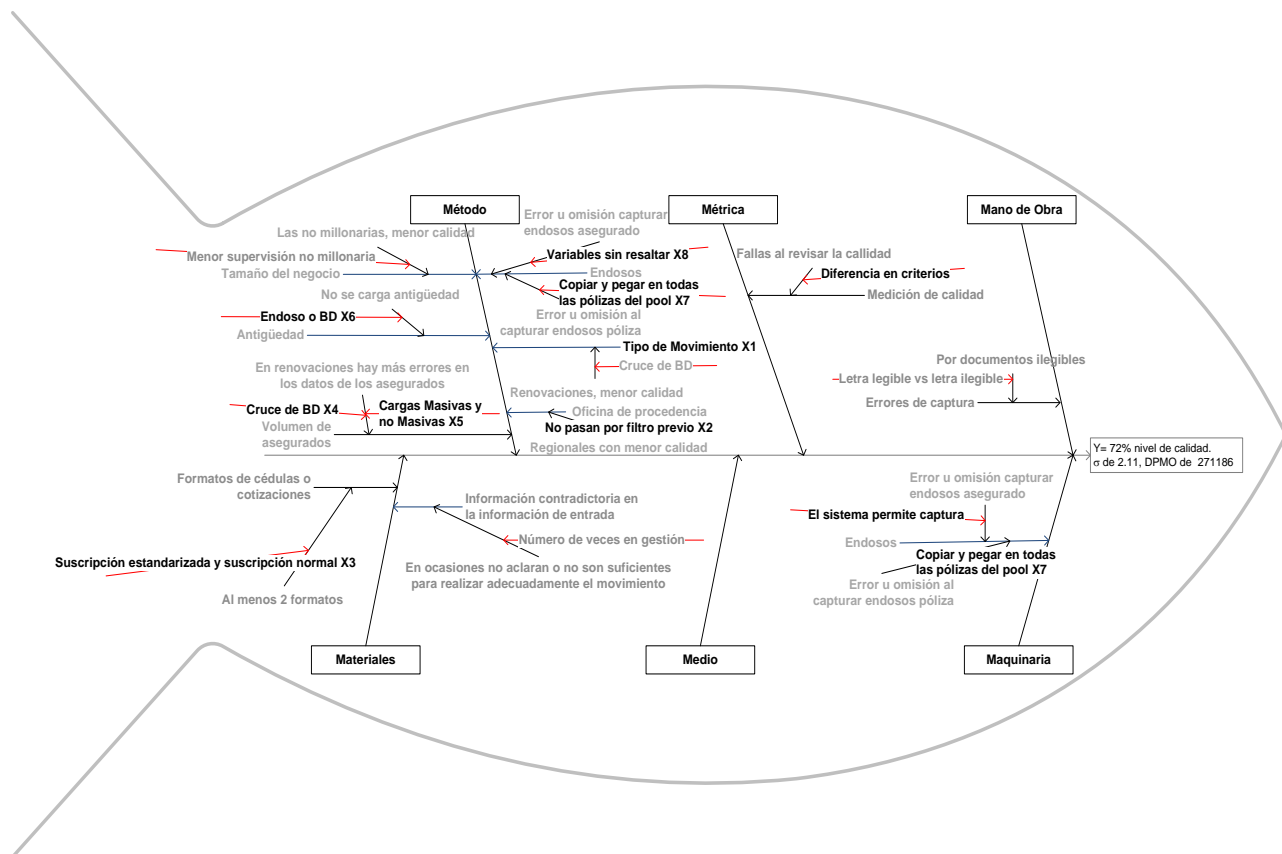 Método
Métrica
Mano de Obra
Las no millonarias, menor calidad
Menor supervisión no millonaria
Tamaño del negocio
Error u omisión capturar
endosos asegurado
Variables sin resaltar X8
Endosos
Copiar y pegar en todas
las pólizas del pool X7
Error u omisión al
capturar endosos póliza
No se carga antigüedad
Endoso o BD X6
Antigüedad
Tipo de Movimiento X1
Cruce de BD
Renovaciones, menor calidad
En renovaciones hay más errores en
los datos de los asegurados
Cruce de BD X4
Cargas Masivas y
no Masivas X5
Volumen de
asegurados
Oficina de procedencia
No pasan por filtro previo X2
Regionales con menor calidad
Fallas al revisar la callidad
Diferencia en criterios
Medición de calidad
Por documentos ilegibles
Letra legible vs letra ilegible
Errores de captura
Y= 72% nivel de calidad.
σ de 2.11, DPMO de 271186
Formatos de cédulas o
cotizaciones
Información contradictoria en
la información de entrada
Número de veces en gestión
Suscripción estandarizada y suscripción normal X3
En ocasiones no aclaran o no son suficientes
para realizar adecuadamente el movimiento
Al menos 2 formatos
Error u omisión capturar
endosos asegurado
El sistema permite captura
Endosos
Copiar y pegar en todas
las pólizas del pool X7
Error u omisión al
capturar endosos póliza
Materiales
Medio
Maquinaria